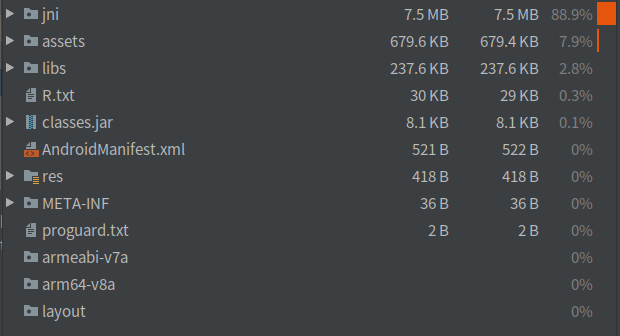 jni 7.5 MB 7.5 MB 88.9%
assets 679.6 KB 679.4 KB 7.9%
libs 237.6 KB 237.6 KB 2.8%
R.txt 30 KB 29 KB 0.3%
classes.jar 8.1 KB 8.1 KB 0.1%
AndroidManifest.xml 521 B 522 B 0%
res 418 B 418 B 0%
META-INF 36 B 36 B 0%
proguard.txt 2 B 2 B 0%
armeabi-v7a 0%
arm64-v8a 0%
layout 0%